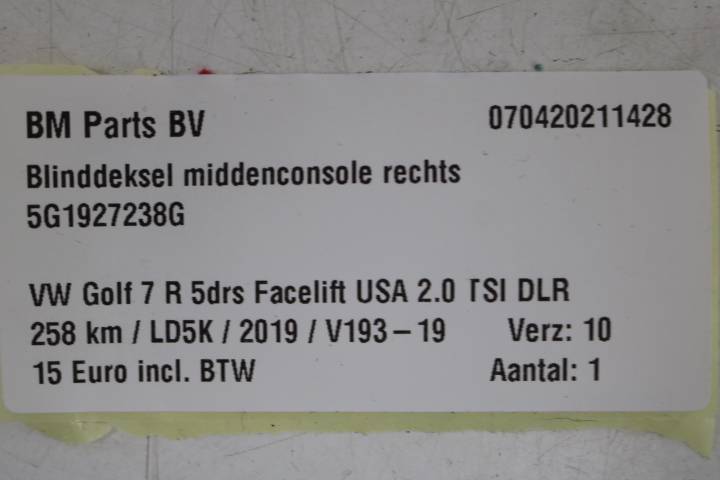 BM Parts BV 070420211428
Blinddeksel middenconsole rechts
5G1927238G
VW Golf 7 R 5drs Facelift USA 2.0 TSI DLR
258 km / LD5K / 2019 / V193 – 19 Verz: 10
15 Euro incl. BTW Aantal: 1